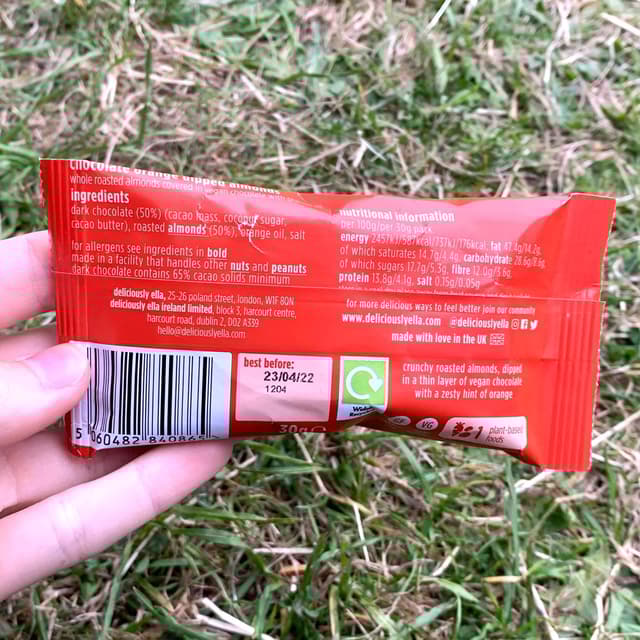 chocolate orange dipped almonds
whole roasted almonds covered in vegan chocolate with
ingredients
dark chocolate (50%) (cacao mass, coconut sugar,
cacao butter), roasted almonds (50%), orange oil, salt
for allergens see ingredients in bold
made in a facility that handles other nuts and peanuts
dark chocolate contains 65% cacao solids minimum
nutritional information
per 100g/per 30g pack
energy 2457kJ/587kcal/737kJ/176kcal, fat 47.4g/14.2g,
of which saturates 14.7g/4.4g, carbohydrate 28.6g/8.6g,
of which sugars 17.7g/5.3g, fibre 12.0g/3.6g,
protein 13.8g/4.1g, salt 0.15g/0.05g
deliciously ella, 25-26 poland street, london, W1F 8QN
deliciously ella ireland limited, block 3, harcourt centre,
harcourt road, dublin 2, D02 A339
hello@deliciouslyella.com
for more delicious ways to feel better join our community
www.deliciouslyella.com @deliciouslyella
made with love in the UK
5 060482 840865
best before:
23/04/22
1204
30g e
crunchy roasted almonds, dipped
in a thin layer of vegan chocolate
with a zesty hint of orange
GF VG
plant-based
foods